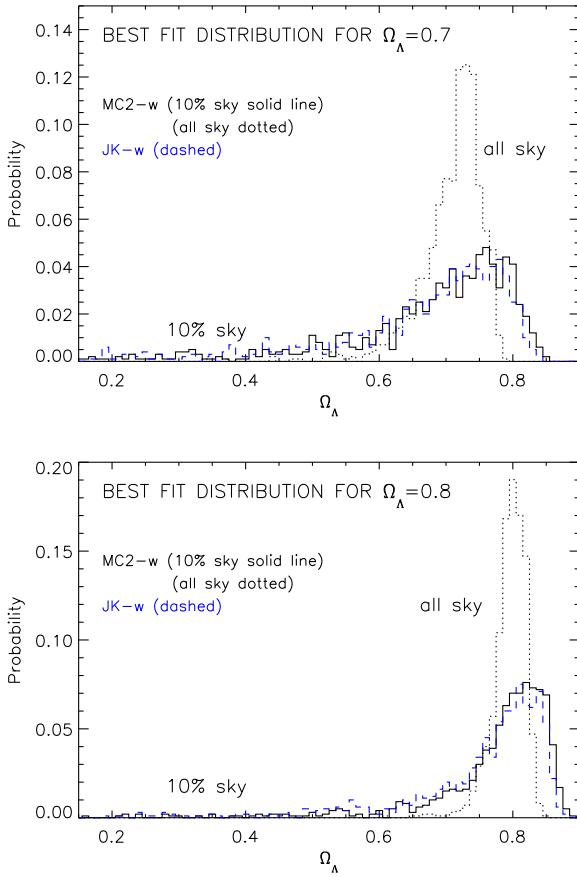 BEST FIT DISTRIBUTION FOR Ω_Λ=0.7
MC2-w (10% sky solid line)
(all sky dotted)
JK-w (dashed)
all sky
10% sky
Probability
0.14
0.12
0.10
0.08
0.06
0.04
0.02
0.00
0.2
0.4
0.6
0.8
Ω_Λ
BEST FIT DISTRIBUTION FOR Ω_Λ=0.8
MC2-w (10% sky solid line)
(all sky dotted)
JK-w (dashed)
all sky
10% sky
Probability
0.20
0.15
0.10
0.05
0.00
0.2
0.4
0.6
0.8
Ω_Λ